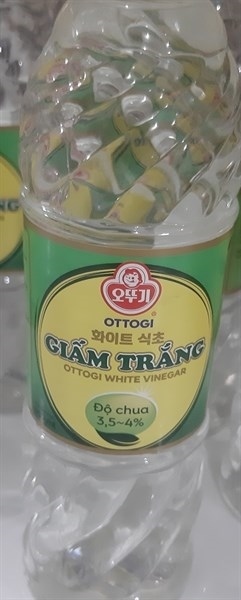 오뚜기
OTTOGI
화이트 식초
GIẤM TRẮNG
OTTOGI WHITE VINEGAR
Độ chua
3,5~4%
NG